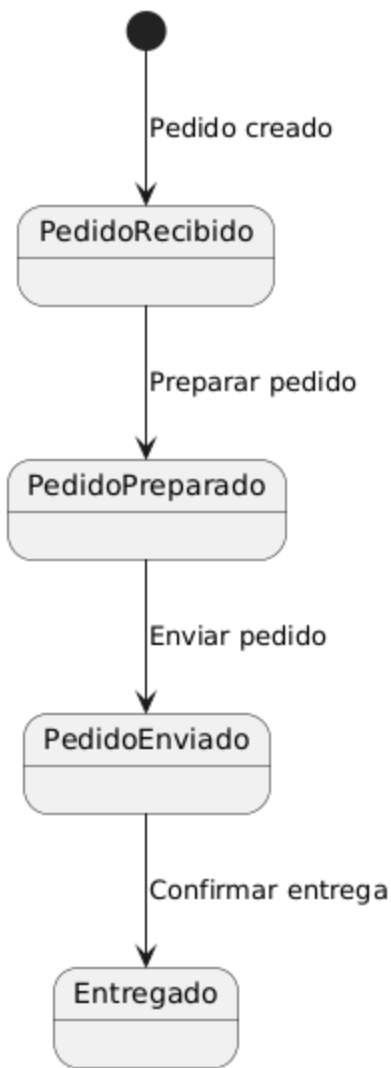 Pedido creado
PedidoRecibido
Preparar pedido
PedidoPreparado
Enviar pedido
PedidoEnviado
Confirmar entrega
Entregado